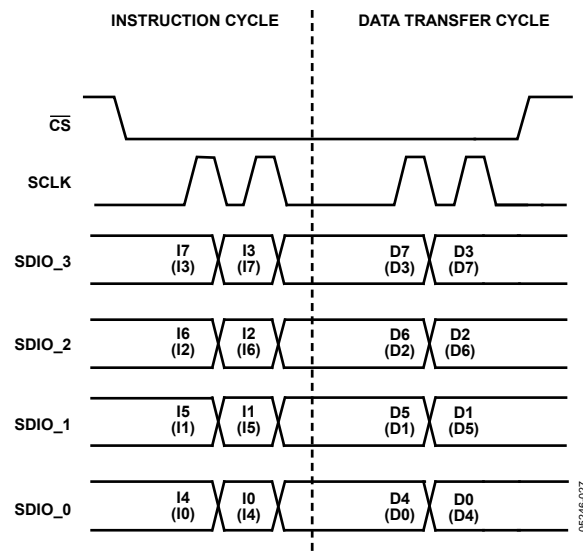 INSTRUCTION CYCLE DATA TRANSFER CYCLE
CS
SCLK
SDIO_3 I7 I3 D7 D3
(I3) (I7) (D3) (D7)
SDIO_2 I6 I2 D6 D2
(I2) (I6) (D2) (D6)
SDIO_1 I5 I1 D5 D1
(I1) (I5) (D1) (D5)
SDIO_0 I4 I0 D4 D0
(I0) (I4) (D0) (D4)
05246-027